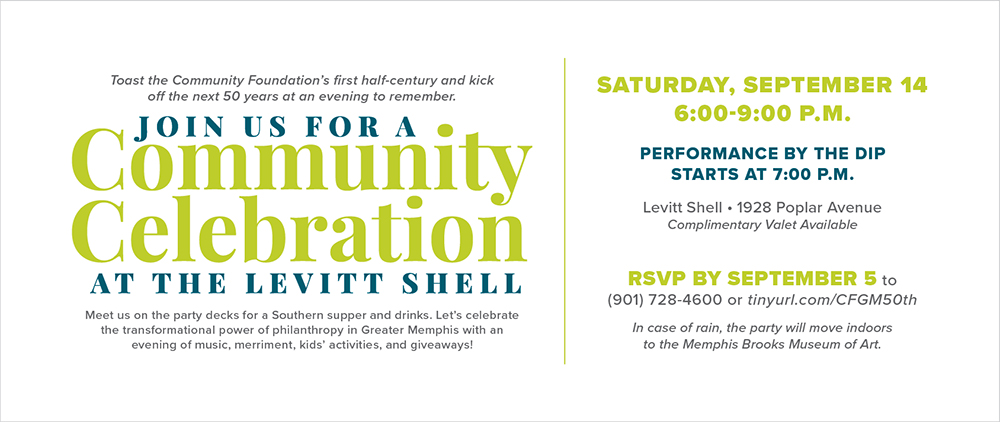 Toast the Community Foundation’s first half-century and kick
off the next 50 years at an evening to remember.
JOIN US FOR A
Community
Celebration
AT THE LEVITT SHELL
Meet us on the party decks for a Southern supper and drinks. Let’s celebrate
the transformational power of philanthropy in Greater Memphis with an
evening of music, merriment, kids’ activities, and giveaways!
SATURDAY, SEPTEMBER 14
6:00-9:00 P.M.
PERFORMANCE BY THE DIP
STARTS AT 7:00 P.M.
Levitt Shell • 1928 Poplar Avenue
Complimentary Valet Available
RSVP BY SEPTEMBER 5 to
(901) 728-4600 or tinyurl.com/CFGM50th
In case of rain, the party will move indoors
to the Memphis Brooks Museum of Art.